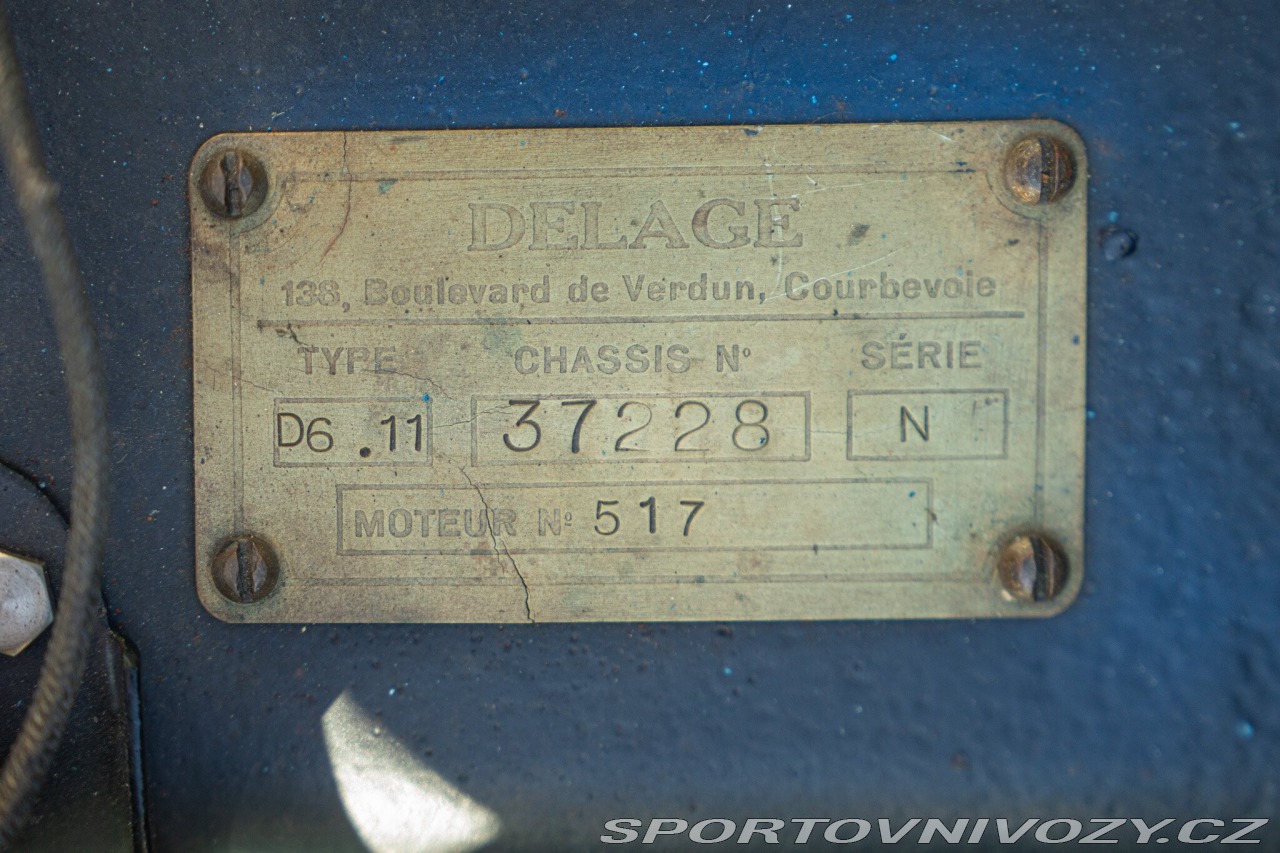 DELAGE
138, Boulevard de Verdun, Courbevoie
TYPE CHASSIS Nº SÉRIE
D6.11 37228 N
MOTEUR Nº 517
SPORTOVNIVOZY.CZ